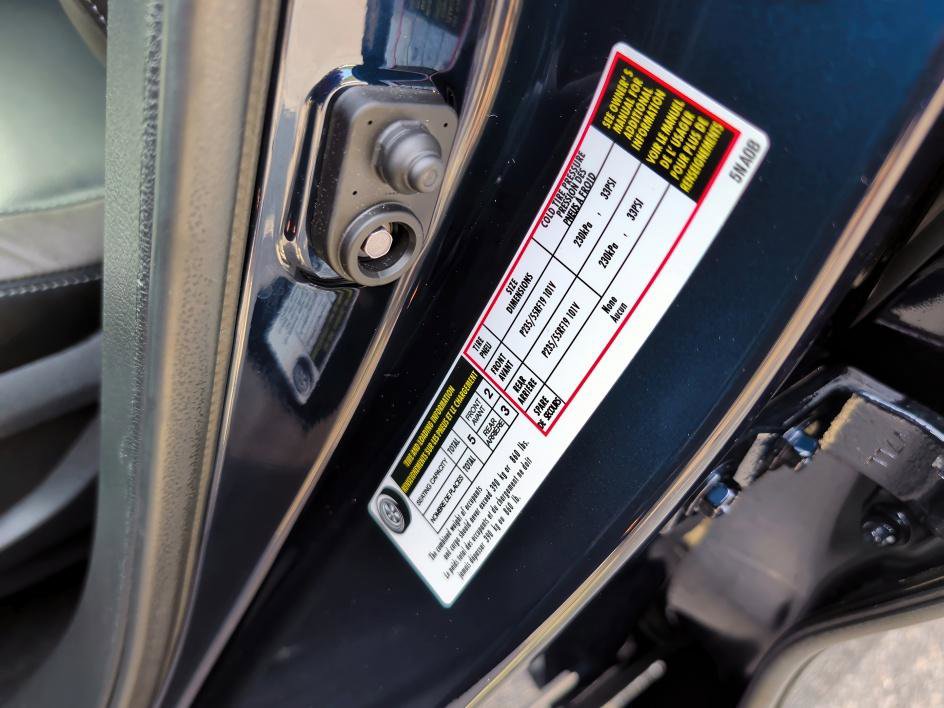 TIRE AND LOADING INFORMATION
RENSEIGNEMENTS SUR LES PNEUS ET LE CHARGEMENT
SEATING CAPACITY TOTAL FRONT 2
NOMBRE DE PLACES TOTAL 5 AVANT
REAR 3
ARRIÈRE
The combined weight of occupants
and cargo should never exceed 390 kg or 860 lbs.
Le poids total des occupants et du chargement ne doit
jamais dépasser 390 kg ou 860 lb.
TIRE SIZE COLD TIRE PRESSURE
PNEU DIMENSIONS PRESSION DES
PNEUS A FROID
FRONT P235/55RF19 101V 230kPa , 33PSI
AVANT
REAR P235/55RF19 101V 230kPa , 33PSI
ARRIÈRE
SPARE None
DE SECOURS Aucun
SEE OWNER'S
MANUAL FOR
ADDITIONAL
INFORMATION
VOIR LE MANUEL
DE L' USAGER
POUR PLUS DE
RENSEIGNEMENTS
5NA0B